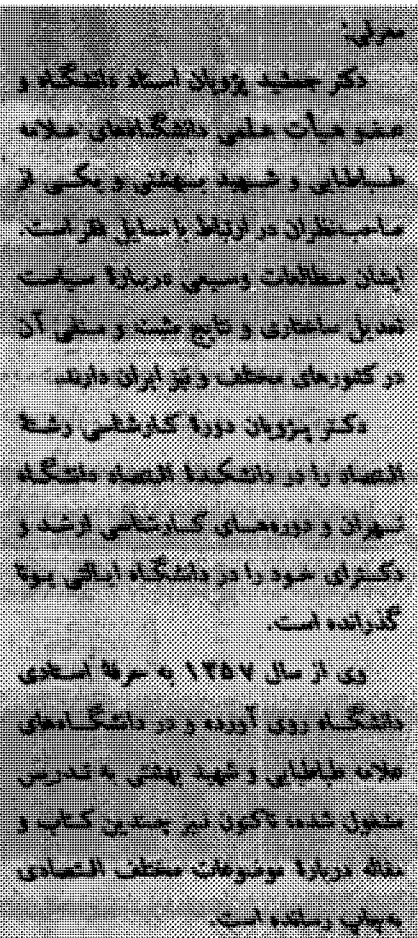 معرفی:
دکتر جمشید پژویان استاد دانشگاه و
عضو هیأت علمی دانشگاههای علامه
طباطبایی و شهید بهشتی و یکی از
صاحب‌نظران در ارتباط با مسایل فقر است.
ایشان مطالعات وسیعی دربارهٔ سیاست
تعدیل ساختاری و نتایج مثبت و منفی آن
در کشورهای مختلف و نیز ایران دارند.
دکتر پژویان دورهٔ کارشناسی رشتهٔ
اقتصاد را در دانشکدهٔ اقتصاد دانشگاه
تهران و دوره‌های کارشناسی ارشد و
دکترای خود را در دانشگاه ایالتی یوتا
گذرانده است.
وی از سال ۱۳۵۷ به حرفهٔ استادی
دانشگاه روی آورده و در دانشگاه‌های
علامه طباطبایی و شهید بهشتی به تدریس
مشغول شده، تاکنون نیز چندین کتاب و
مقاله دربارهٔ موضوعات مختلف اقتصادی
به‌چاپ رسانده است.